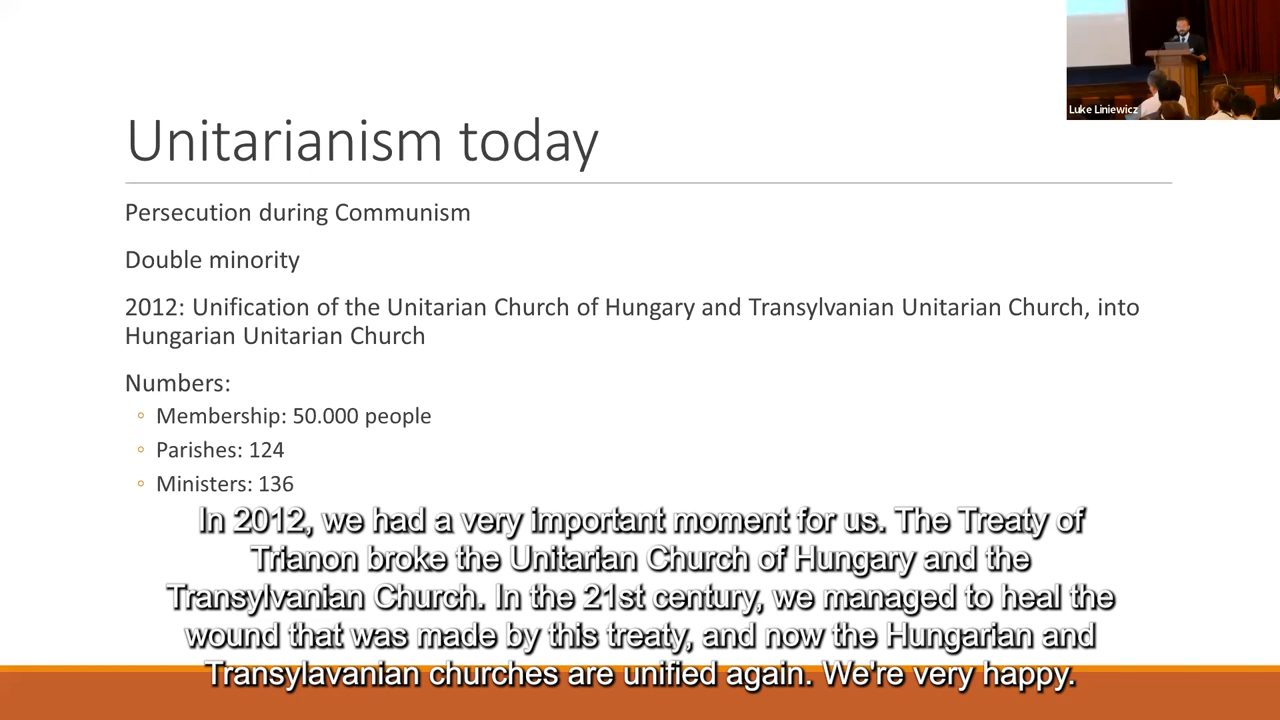 Luke Liniewicz
Unitarianism today
Persecution during Communism
Double minority
2012: Unification of the Unitarian Church of Hungary and Transylvanian Unitarian Church, into
Hungarian Unitarian Church
Numbers:
◦ Membership: 50.000 people
◦ Parishes: 124
◦ Ministers: 136
In 2012, we had a very important moment for us. The Treaty of
Trianon broke the Unitarian Church of Hungary and the
Transylvanian Church. In the 21st century, we managed to heal the
wound that was made by this treaty, and now the Hungarian and
Transylavanian churches are unified again. We're very happy.